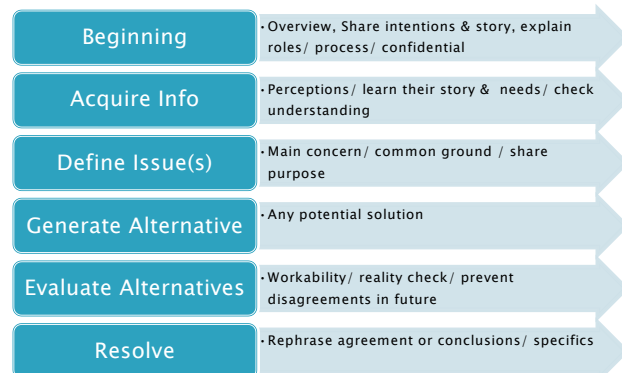 Beginning
·Overview, Share intentions & story, explain
roles/ process/ confidential
Acquire Info
·Perceptions/ learn their story & needs/ check
understanding
Define Issue(s)
·Main concern/ common ground / share
purpose
Generate Alternative
·Any potential solution
Evaluate Alternatives
·Workability/ reality check/ prevent
disagreements in future
Resolve
·Rephrase agreement or conclusions/ specifics